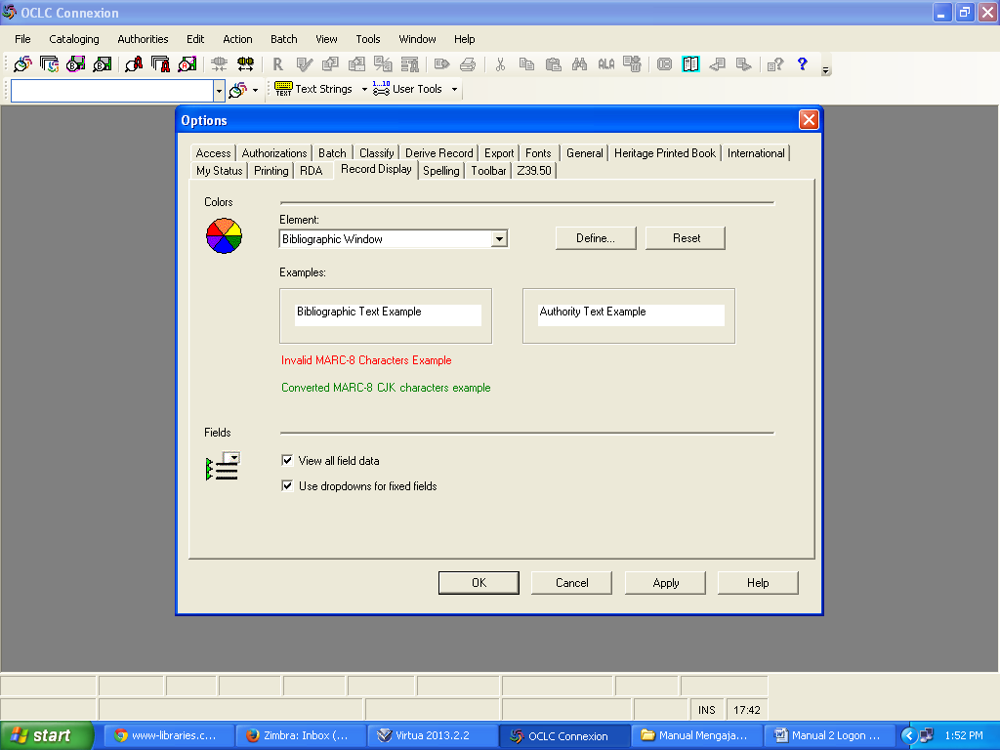 OCLC Connexion
File Cataloging Authorities Edit Action Batch View Tools Window Help
R ALA ?
TEXT Text Strings User Tools
Options
Access Authorizations Batch Classify Derive Record Export Fonts General Heritage Printed Book International
My Status Printing RDA Record Display Spelling Toolbar Z39.50
Colors
Element:
Bibliographic Window Define... Reset
Examples:
Bibliographic Text Example Authority Text Example
Invalid MARC-8 Characters Example
Converted MARC-8 CJK characters example
Fields
View all field data
Use dropdowns for fixed fields
OK Cancel Apply Help
INS 17:42
start www-libraries.c... Zimbra: Inbox (... Virtua 2013.2.2 OCLC Connexion Manual Mengaja... Manual 2 Logon ... 1:52 PM